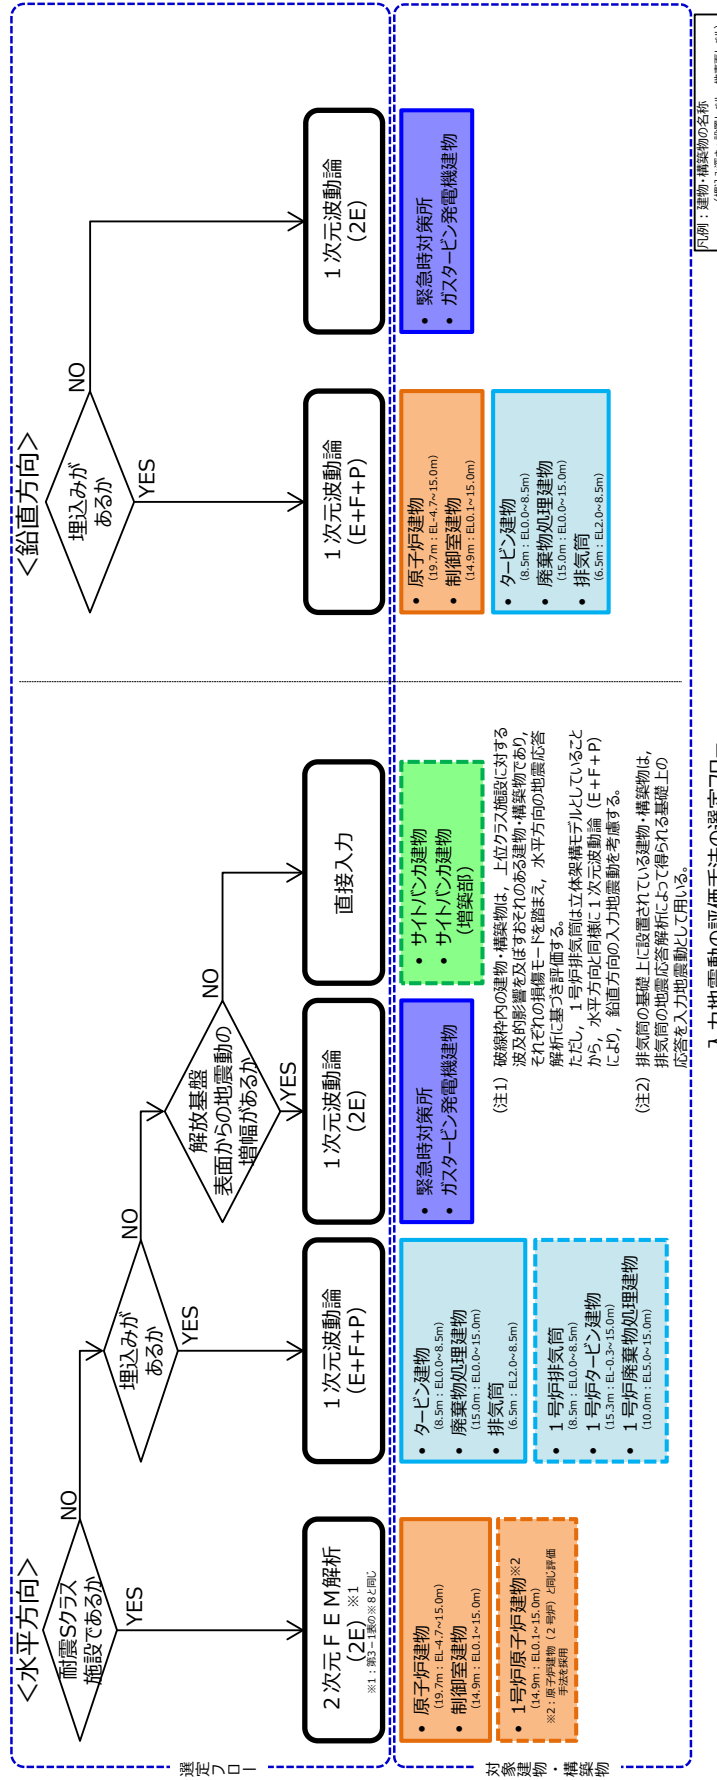 <水平方向>
耐震Sクラス
施設であるか
NO
YES
埋込みが
あるか
NO
YES
解放基盤
表面からの地震動の
増幅があるか
NO
YES
2次元ＦＥＭ解析
(2E) ※1
※1：第3－1表の※8と同じ
1次元波動論
(E+F+P)
1次元波動論
(2E)
直接入力
<鉛直方向>
埋込みが
あるか
NO
YES
1次元波動論
(E+F+P)
1次元波動論
(2E)
選定フロー
対象建物・構築物
• 原子炉建物
(19.7m：EL-4.7~15.0m)
• 制御室建物
(14.9m：EL0.1~15.0m)
• 1号炉原子炉建物※2
(14.9m：EL0.1~15.0m)
※2：原子炉建物（2号炉）と同じ評価
手法を採用
• タービン建物
(8.5m：EL0.0~8.5m)
• 廃棄物処理建物
(15.0m：EL0.0~15.0m)
• 排気筒
(6.5m：EL2.0~8.5m)
• 1号炉排気筒
(8.5m：EL0.0~8.5m)
• 1号炉タービン建物
(15.3m：EL-0.3~15.0m)
• 1号炉廃棄物処理建物
(10.0m：EL5.0~15.0m)
• 緊急時対策所
• ガスタービン発電機建物
• サイトバンカ建物
• サイトバンカ建物
(増築部)
（注1） 破線枠内の建物・構築物は，上位クラス施設に対する
波及的影響を及ぼすおそれのある建物・構築物であり，
それぞれの損傷モードを踏まえ，水平方向の地震応答
解析に基づき評価する。
ただし，1号炉排気筒は立体架構モデルとしていること
から，水平方向と同様に1次元波動論（E+F+P）
により，鉛直方向の入力地震動を考慮する。
（注2） 排気筒の基礎上に設置されている建物・構築物は，
排気筒の地震応答解析によって得られる基礎上の
応答を入力地震動として用いる。
• 原子炉建物
(19.7m：EL-4.7~15.0m)
• 制御室建物
(14.9m：EL0.1~15.0m)
• タービン建物
(8.5m：EL0.0~8.5m)
• 廃棄物処理建物
(15.0m：EL0.0~15.0m)
• 排気筒
(6.5m：EL2.0~8.5m)
• 緊急時対策所
• ガスタービン発電機建物
凡例：建物・構築物の名称
入力地震動の評価手法の選定フロー